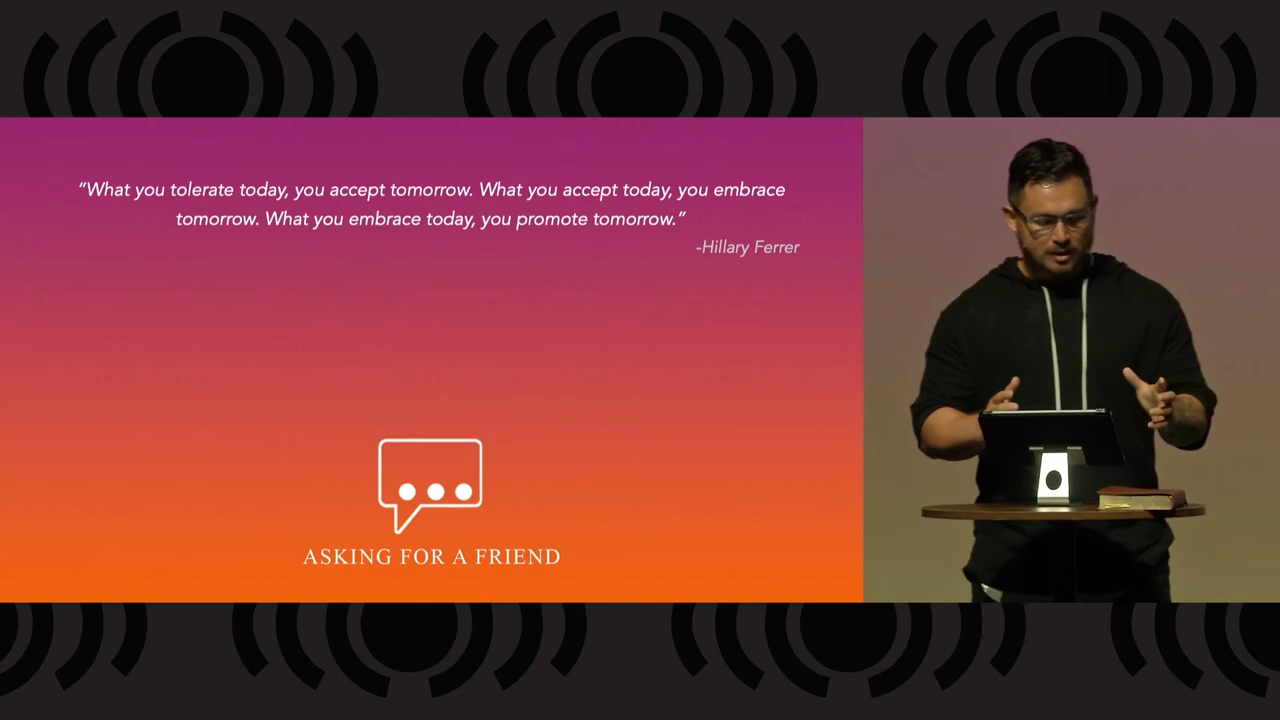 “What you tolerate today, you accept tomorrow. What you accept today, you embrace
tomorrow. What you embrace today, you promote tomorrow.”
-Hillary Ferrer
ASKING FOR A FRIEND